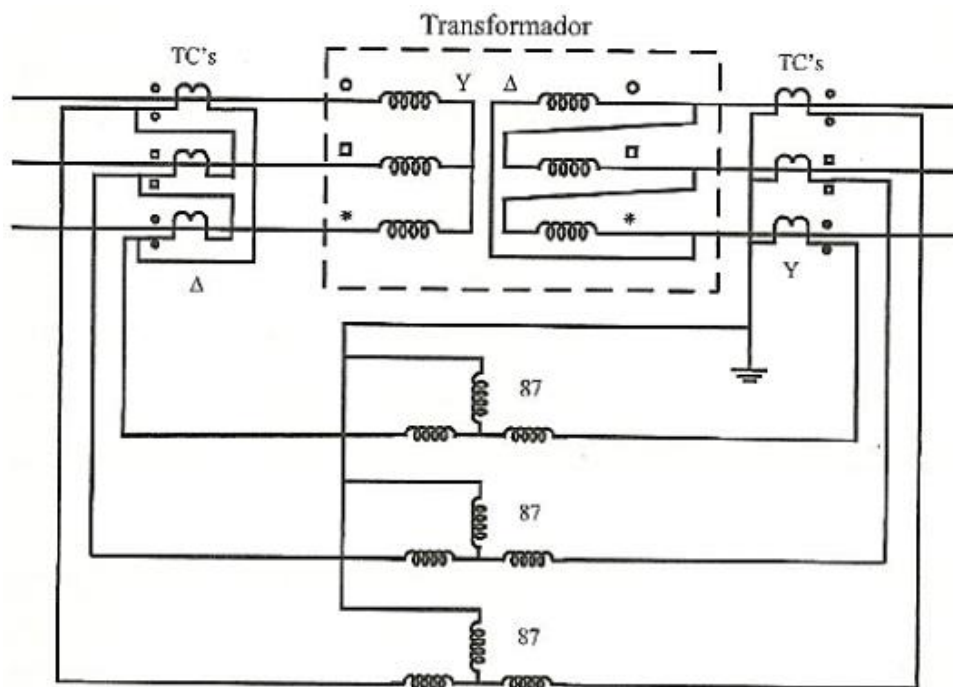 Transformador
TC's
TC's
Y Δ
*
*
Δ
Y
87
87
87